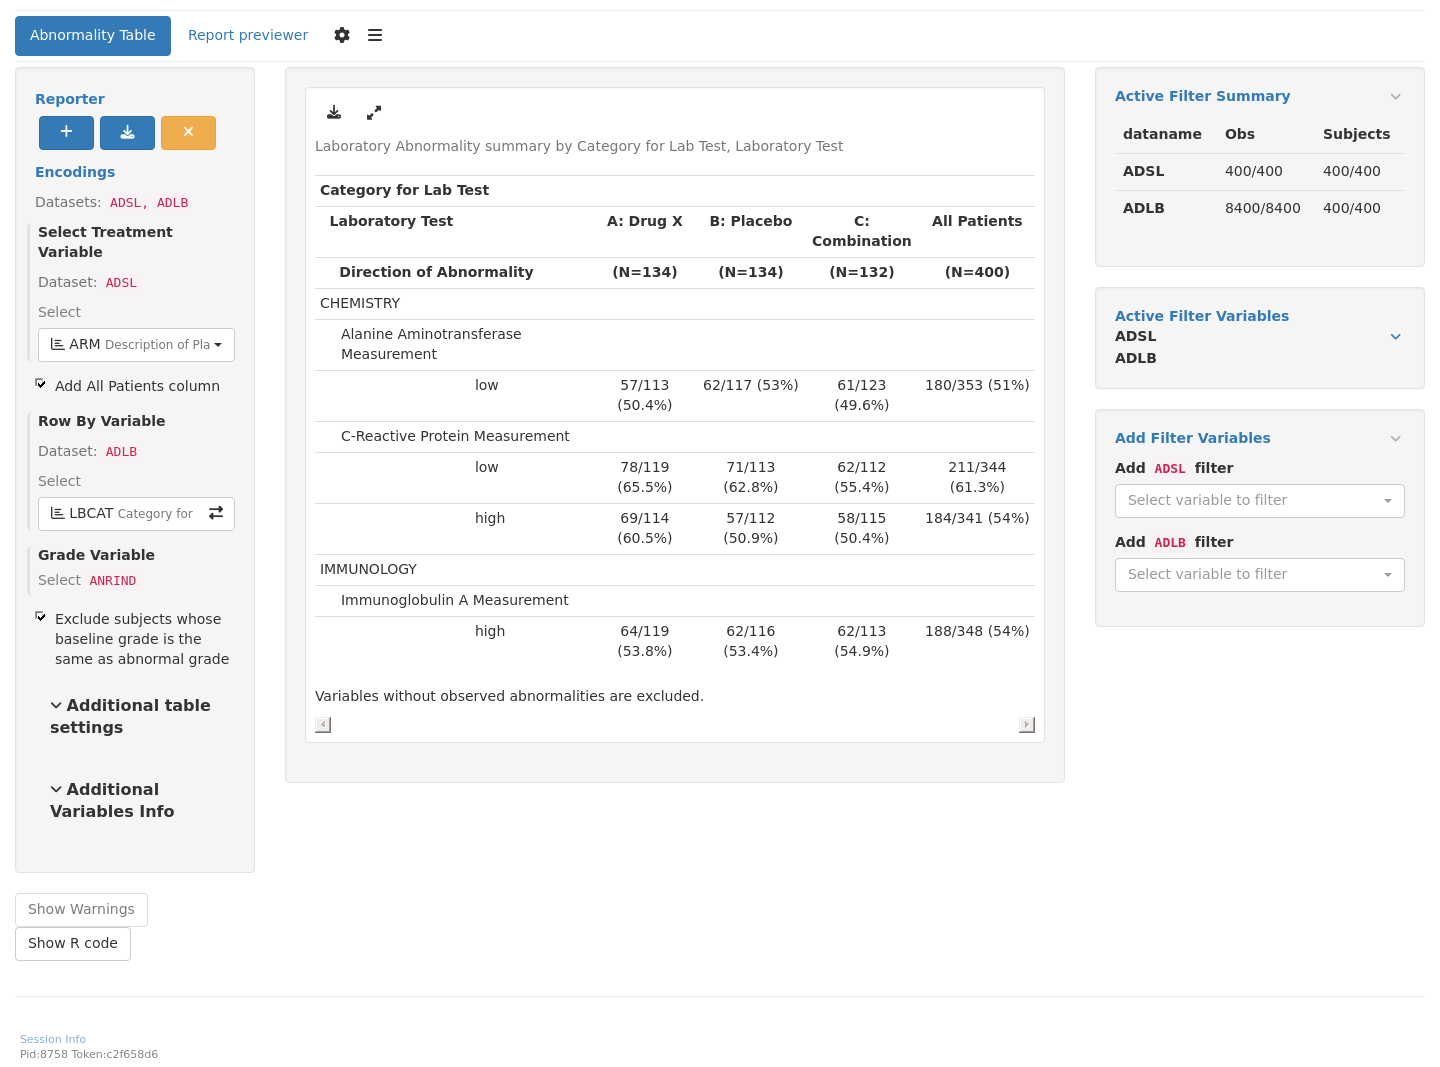 Abnormality Table
Report previewer
Reporter
Encodings
Datasets: ADSL, ADLB
Select Treatment
Variable
Dataset: ADSL
Select
ARM Description of Pla
Add All Patients column
Row By Variable
Dataset: ADLB
Select
LBCAT Category for
Grade Variable
Select ANRIND
Exclude subjects whose
baseline grade is the
same as abnormal grade
Additional table
settings
Additional
Variables Info
Show Warnings
Show R code
Laboratory Abnormality summary by Category for Lab Test, Laboratory Test
Category for Lab Test
Laboratory Test A: Drug X B: Placebo C: All Patients
Combination
Direction of Abnormality (N=134) (N=134) (N=132) (N=400)
CHEMISTRY
Alanine Aminotransferase
Measurement
low 57/113 62/117 (53%) 61/123 180/353 (51%)
(50.4%) (49.6%)
C-Reactive Protein Measurement
low 78/119 71/113 62/112 211/344
(65.5%) (62.8%) (55.4%) (61.3%)
high 69/114 57/112 58/115 184/341 (54%)
(60.5%) (50.9%) (50.4%)
IMMUNOLOGY
Immunoglobulin A Measurement
high 64/119 62/116 62/113 188/348 (54%)
(53.8%) (53.4%) (54.9%)
Variables without observed abnormalities are excluded.
Active Filter Summary
dataname Obs Subjects
ADSL 400/400 400/400
ADLB 8400/8400 400/400
Active Filter Variables
ADSL
ADLB
Add Filter Variables
Add ADSL filter
Select variable to filter
Add ADLB filter
Select variable to filter
Session Info
Pid:8758 Token:c2f658d6